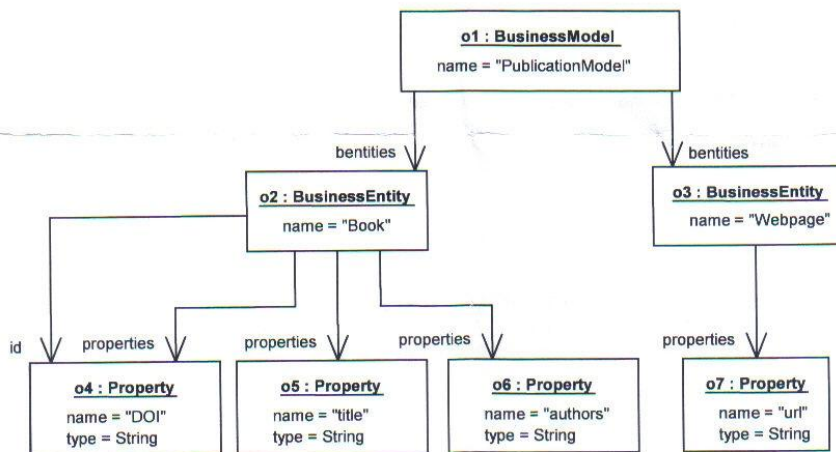 o1 : BusinessModel
name = "PublicationModel"
bentities
bentities
o2 : BusinessEntity
name = "Book"
o3 : BusinessEntity
name = "Webpage"
id
properties
properties
properties
properties
o4 : Property
name = "DOI"
type = String
o5 : Property
name = "title"
type = String
o6 : Property
name = "authors"
type = String
o7 : Property
name = "url"
type = String